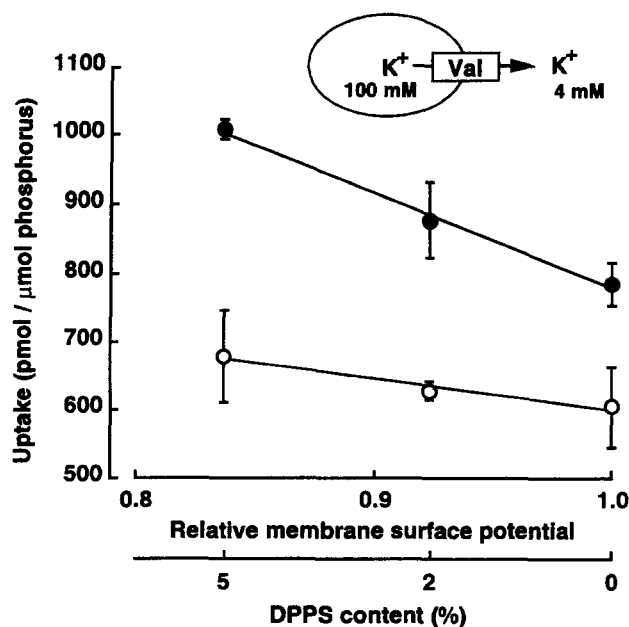 K+ Val K+
100 mM 4 mM
Uptake (pmol / μmol phosphorus)
1100
1000
900
800
700
600
500
0.8 0.9 1.0
Relative membrane surface potential
5 2 0
DPPS content (%)